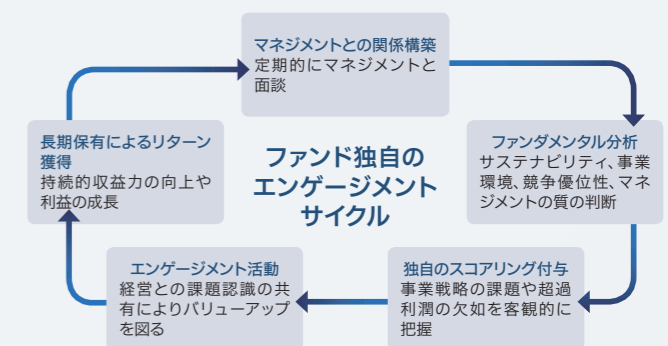 マネジメントとの関係構築
定期的にマネジメントと
面談
ファンダメンタル分析
サステナビリティ、事業
環境、競争優位性、マネ
ジメントの質の判断
独自のスコアリング付与
事業戦略の課題や超過
利潤の欠如を客観的に
把握
エンゲージメント活動
経営との課題認識の共
有によりバリューアップ
を図る
長期保有によるリターン
獲得
持続的収益力の向上や
利益の成長
ファンド独自の
エンゲージメント
サイクル